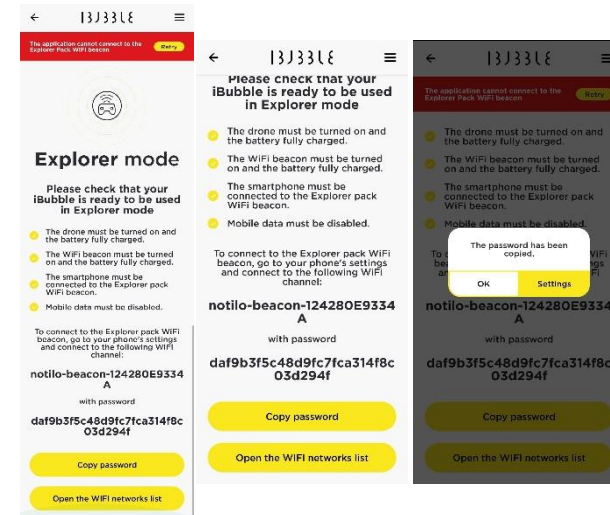 The application cannot connect to the
Explorer Pack WiFi beacon
Retry
Explorer mode
Please check that your
iBubble is ready to be used
in Explorer mode
The drone must be turned on and
the battery fully charged.
The WiFi beacon must be turned
on and the battery fully charged.
The smartphone must be
connected to the Explorer pack
WiFi beacon.
Mobile data must be disabled.
To connect to the Explorer pack WiFi
beacon, go to your phone's settings
and connect to the following WiFi
channel:
notilo-beacon-124280E9334
A
with password
daf9b3f5c48d9fc7fca314f8c
03d294f
Copy password
Open the WIFI networks list
Please check that your
iBubble is ready to be used
in Explorer mode
The drone must be turned on and
the battery fully charged.
The WiFi beacon must be turned
on and the battery fully charged.
The smartphone must be
connected to the Explorer pack
WiFi beacon.
Mobile data must be disabled.
To connect to the Explorer pack WiFi
beacon, go to your phone's settings
and connect to the following WiFi
channel:
notilo-beacon-124280E9334
A
with password
daf9b3f5c48d9fc7fca314f8c
03d294f
Copy password
Open the WIFI networks list
The application cannot connect to the
Explorer Pack WiFi beacon
Retry
The drone must be turned on and
the battery fully charged.
The WiFi beacon must be turned
on and the battery fully charged.
The smartphone must be
connected to the Explorer pack
WiFi beacon.
Mobile data must be disabled.
The password has been
copied.
OK
Settings
notilo-beacon-124280E9334
A
with password
daf9b3f5c48d9fc7fca314f8c
03d294f
Copy password
Open the WIFI networks list